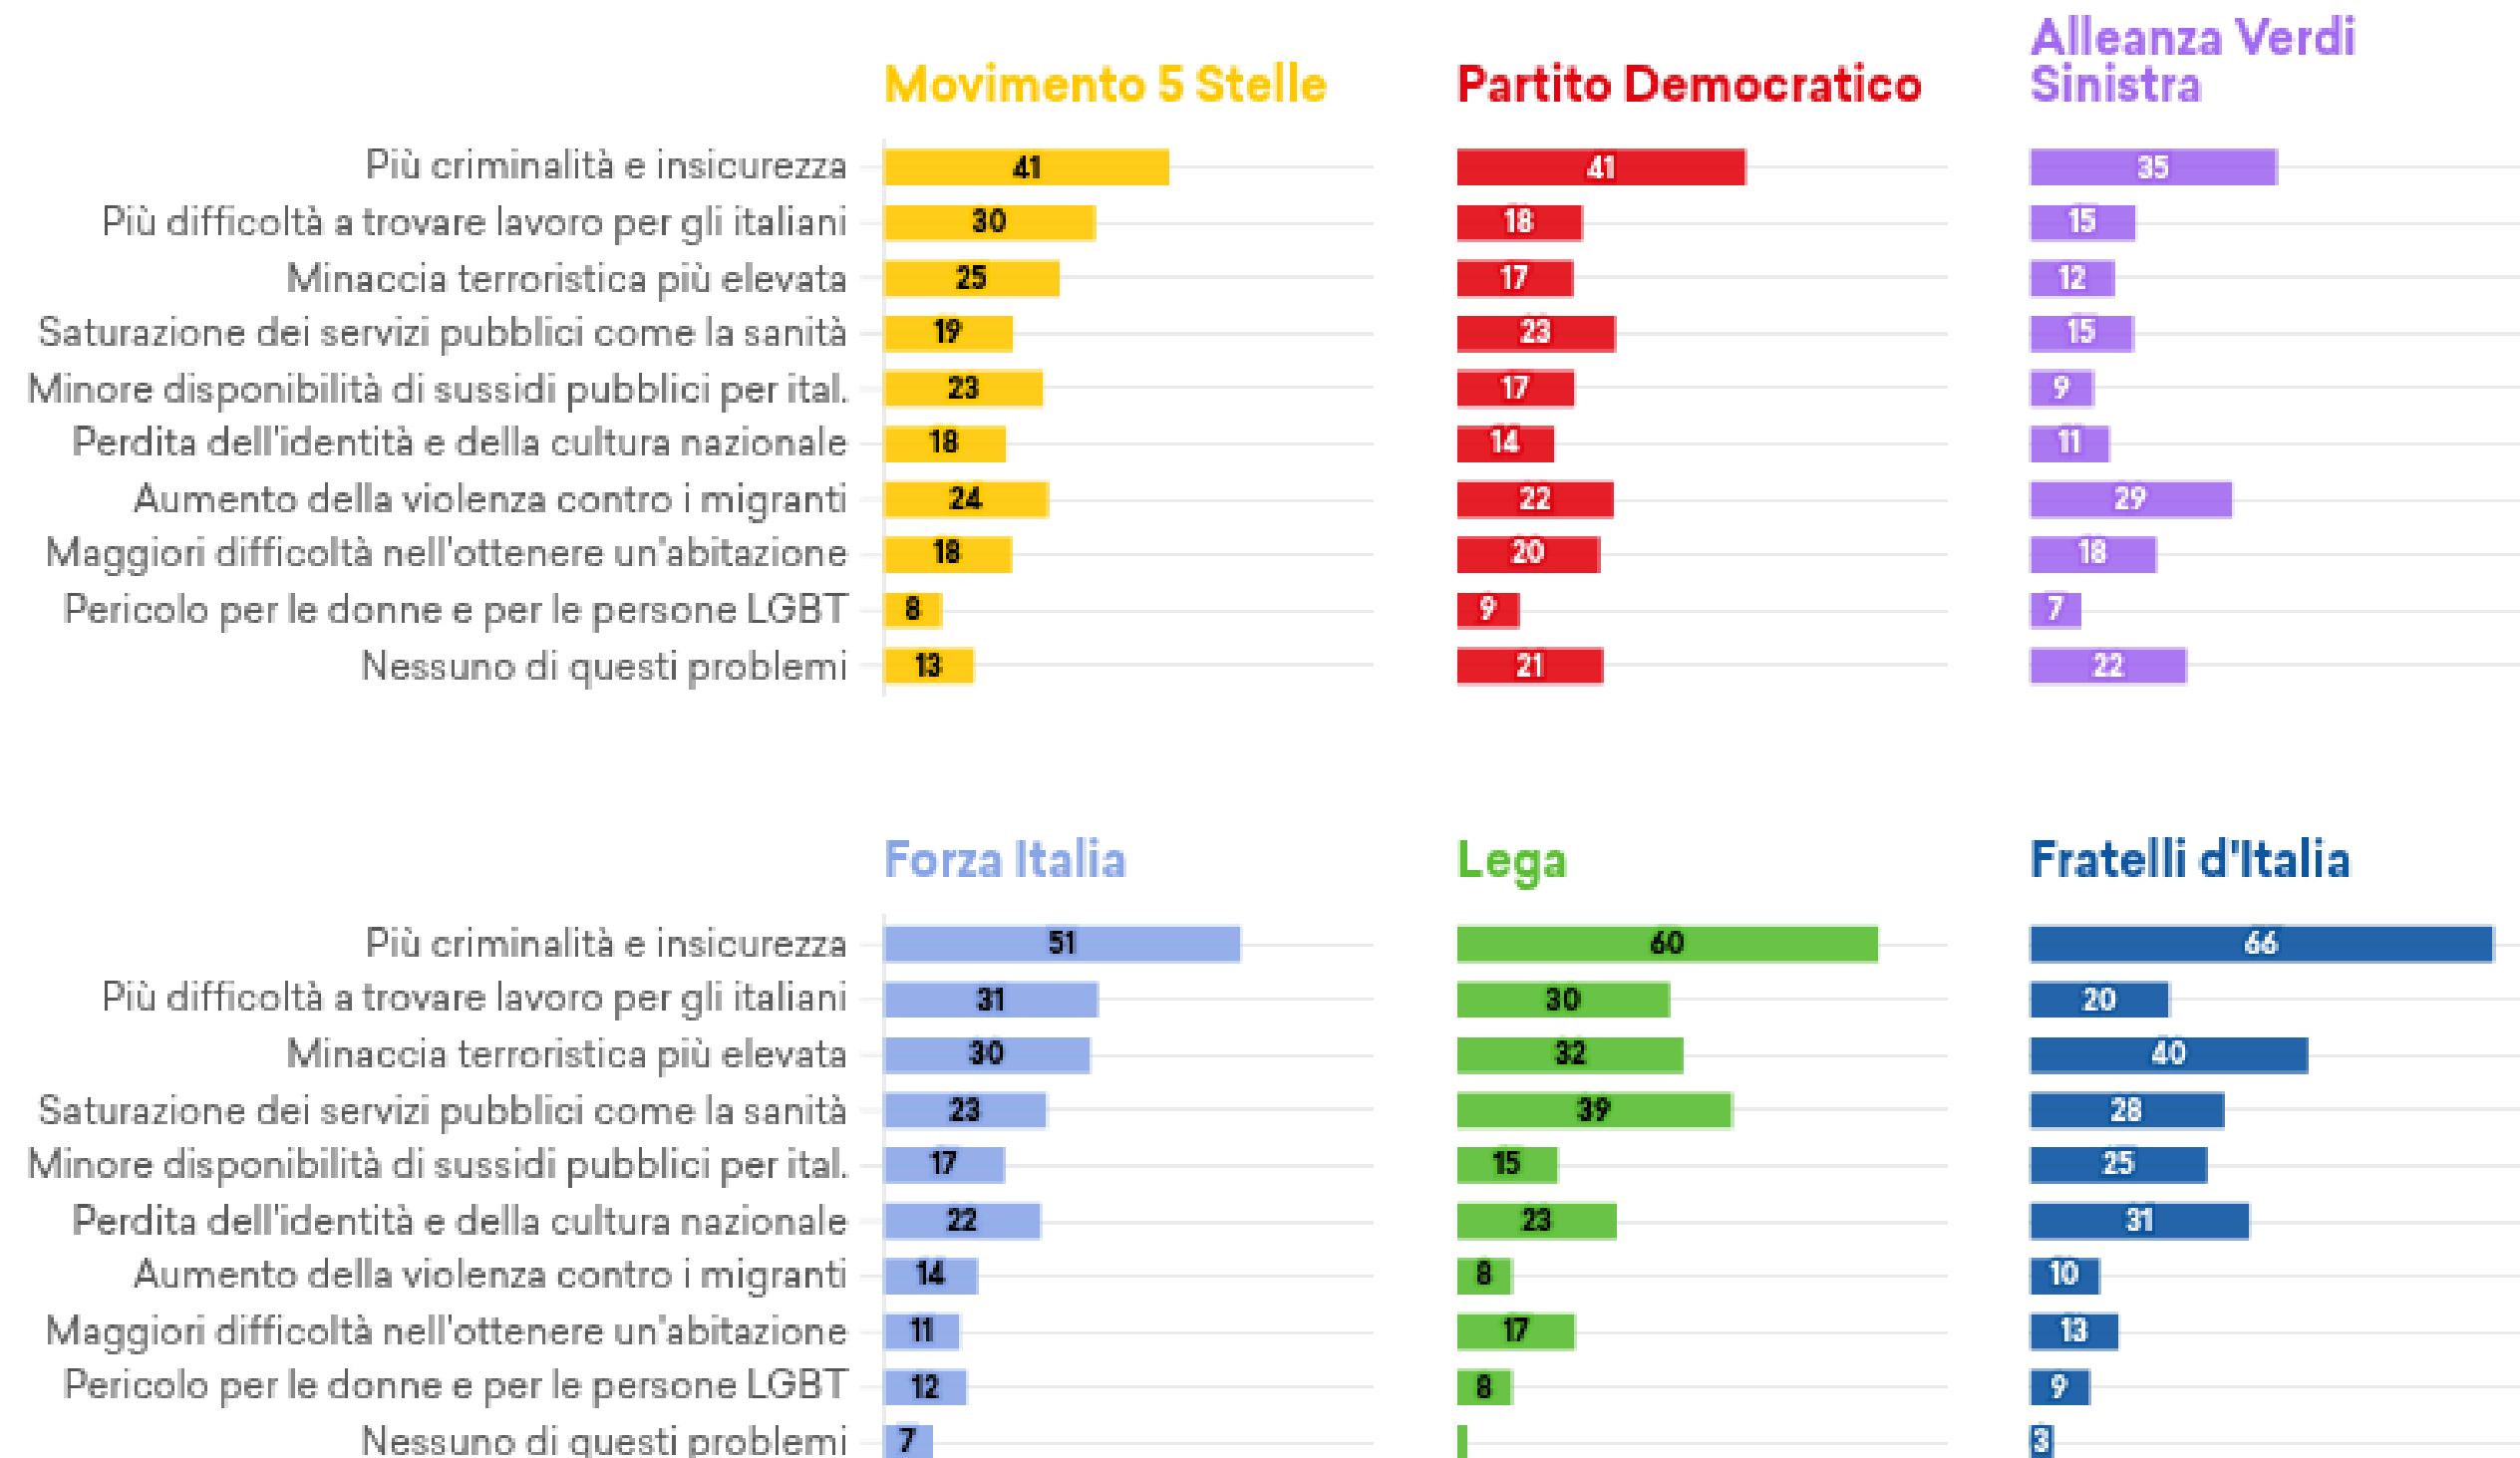 Alleanza Verdi
Movimento 5 Stelle Partito Democratico Sinistra
Più criminalità e insicurezza 41 41 35
Più difficoltà a trovare lavoro per gli italiani 30 18 15
Minaccia terroristica più elevata 25 17 12
Saturazione dei servizi pubblici come la sanità 19 23 15
Minore disponibilità di sussidi pubblici per ital. 23 17 9
Perdita dell'identità e della cultura nazionale 18 14 11
Aumento della violenza contro i migranti 24 22 29
Maggiori difficoltà nell'ottenere un'abitazione 18 20 18
Pericolo per le donne e per le persone LGBT 8 9 7
Nessuno di questi problemi 13 21 22
Forza Italia Lega Fratelli d'Italia
Più criminalità e insicurezza 51 60 66
Più difficoltà a trovare lavoro per gli italiani 31 30 20
Minaccia terroristica più elevata 30 32 40
Saturazione dei servizi pubblici come la sanità 23 39 28
Minore disponibilità di sussidi pubblici per ital. 17 15 25
Perdita dell'identità e della cultura nazionale 22 23 31
Aumento della violenza contro i migranti 14 8 10
Maggiori difficoltà nell'ottenere un'abitazione 11 17 13
Pericolo per le donne e per le persone LGBT 12 8 9
Nessuno di questi problemi 7 3